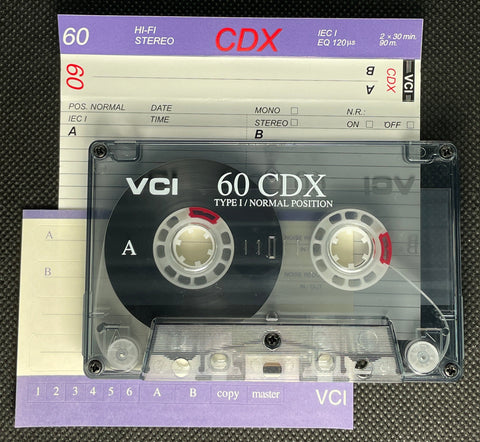 60
HI-FI
STEREO
CDX
IEC I
EQ 120µs
2 × 30 min.
90 m.
60
A
B
CDX
VCI
POS. NORMAL
DATE
MONO
N.R.:
IEC I
TIME
STEREO
ON
OFF
A
B
VCI
60 CDX
TYPE I / NORMAL POSITION
VCI
A
A
B
1 2 3 4 5 6 A B copy master
VCI